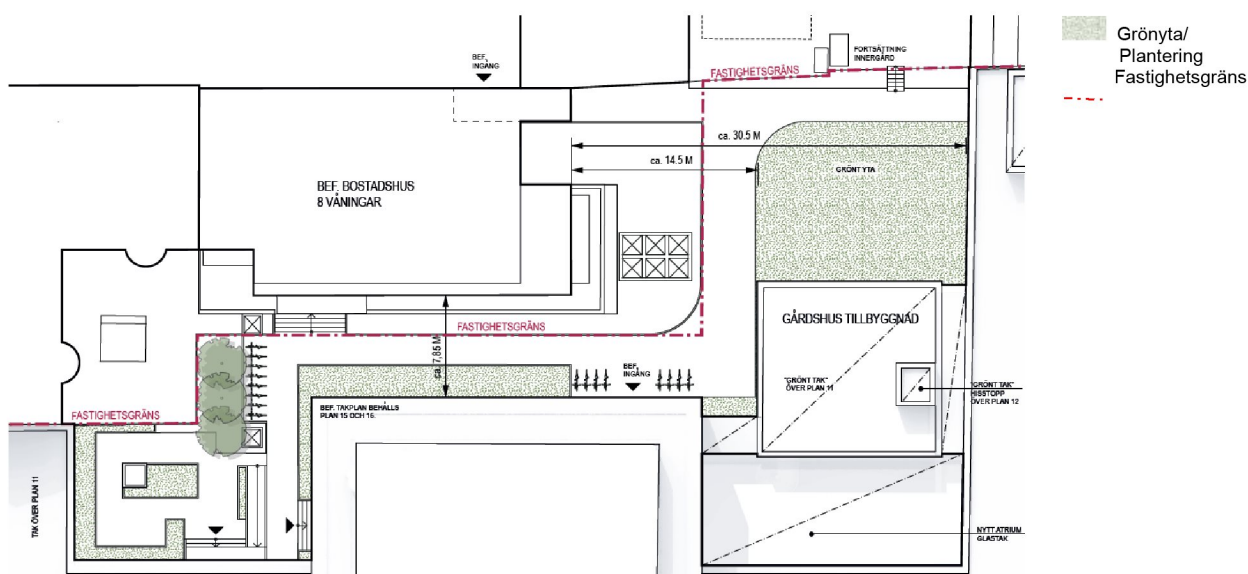 BEF.
INGÅNG
FORTSÄTTNING
INNERGÅRD
FASTIGHETSGRÄNS
Grönyta/
Plantering
Fastighetsgräns
ca. 30.5 M
ca. 14.5 M
GRÖNT YTA
BEF. BOSTADSHUS
8 VÅNINGAR
FASTIGHETSGRÄNS
ca. 7,85 M
GÅRDSHUS TILLBYGGNAD
"GRÖNT TAK"
ÖVER PLAN 11
"GRÖNT TAK"
HISSTOPP
ÖVER PLAN 12
BEF.
INGÅNG
FASTIGHETSGRÄNS
BEF. TAKPLAN BEHÅLLS
PLAN 15 OCH 16.
TAK ÖVER PLAN 11
NYTT ATRIUM
GLASTAK